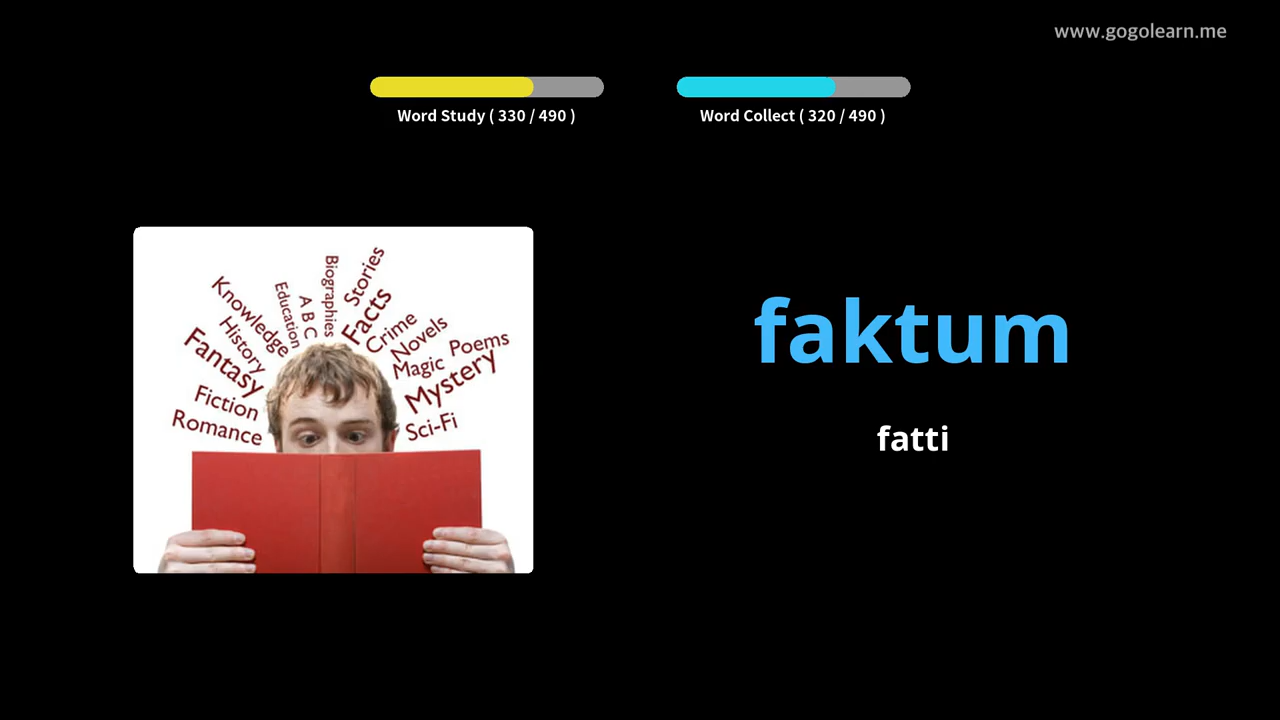 www.gogolearn.me
Word Study ( 330 / 490 )
Word Collect ( 320 / 490 )
Biographies
Stories
Education
A B C
Facts
Knowledge
History
Crime
Novels
Poems
Fantasy
Magic
Mystery
Fiction
Romance
Sci-Fi
faktum
fatti